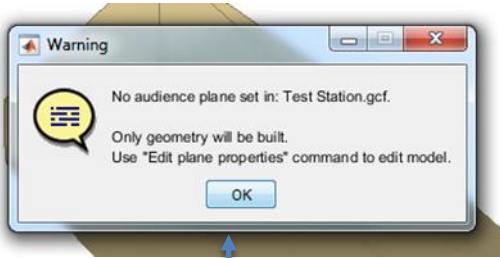 Warning
No audience plane set in: Test Station.gcf.
Only geometry will be built.
Use "Edit plane properties" command to edit model.
OK